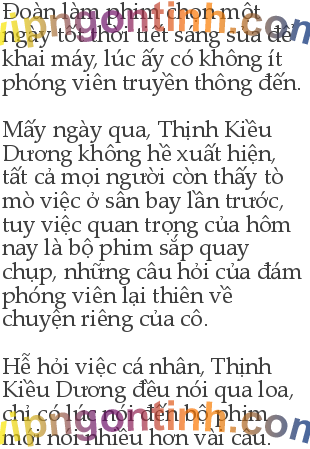 Đoàn làm phim chọn một
ngày tốt thời tiết sáng sủa để
khai máy, lúc ấy có không ít
phóng viên truyền thông đến.
Mấy ngày qua, Thịnh Kiều
Dương không hề xuất hiện,
tất cả mọi người còn thấy tò
mò việc ở sân bay lần trước,
tuy việc quan trọng của hôm
nay là bộ phim sắp quay
chụp, những câu hỏi của đám
phóng viên lại thiên về
chuyện riêng của cô.
Hễ hỏi việc cá nhân, Thịnh
Kiều Dương đều nói qua loa,
chỉ có lúc nói đến bộ phim
mới nói nhiều hơn vài câu.